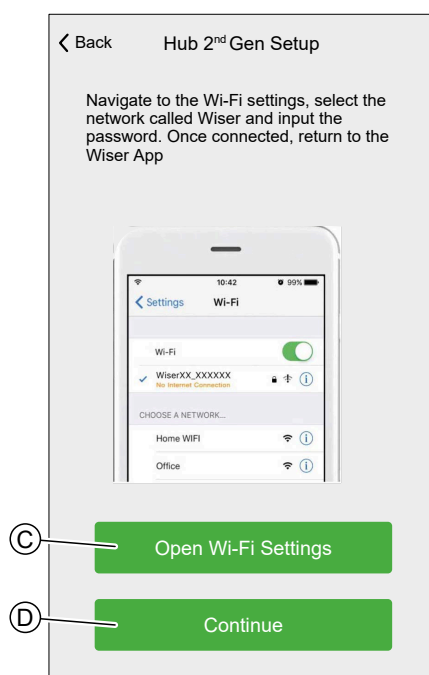 Back Hub 2nd Gen Setup
Navigate to the Wi-Fi settings, select the
network called Wiser and input the
password. Once connected, return to the
Wiser App
10:42 99%
Settings Wi-Fi
Wi-Fi
WiserXX_XXXXXX
No Internet Connection
CHOOSE A NETWORK...
Home WIFI
Office
C Open Wi-Fi Settings
D Continue